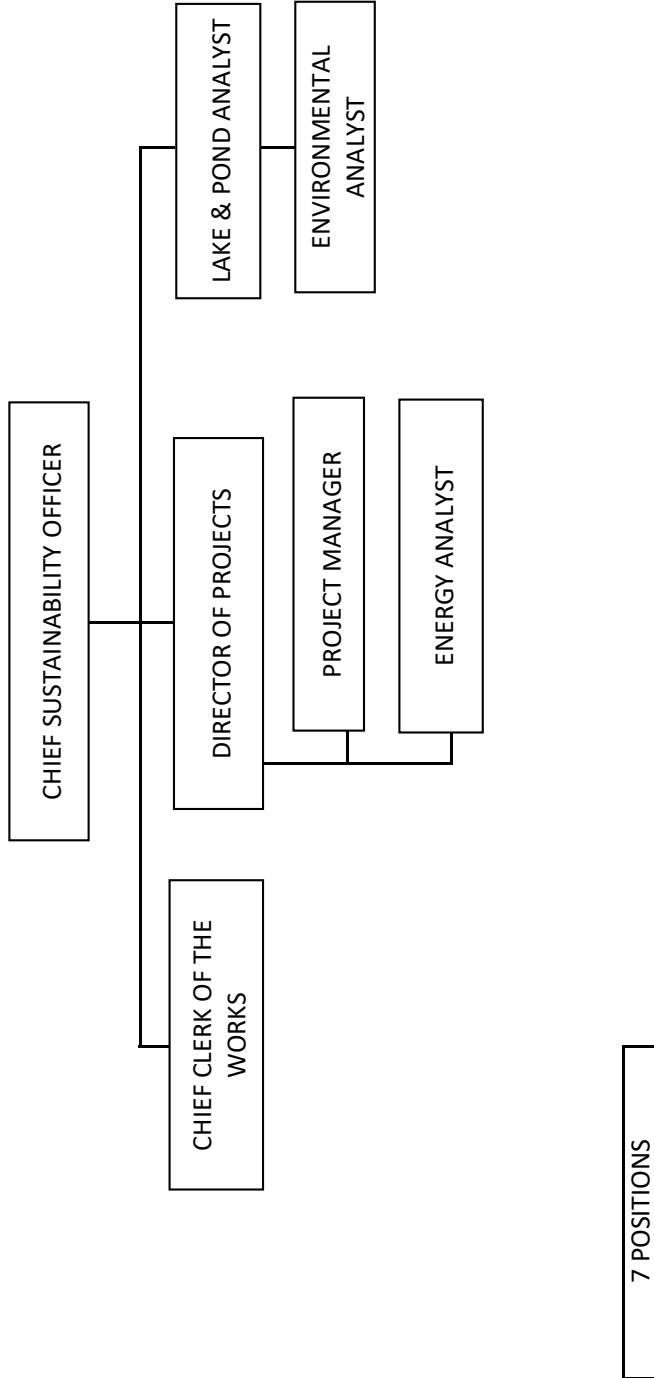 CHIEF SUSTAINABILITY OFFICER
CHIEF CLERK OF THE
WORKS
DIRECTOR OF PROJECTS
LAKE & POND ANALYST
PROJECT MANAGER
ENVIRONMENTAL
ANALYST
ENERGY ANALYST
7 POSITIONS